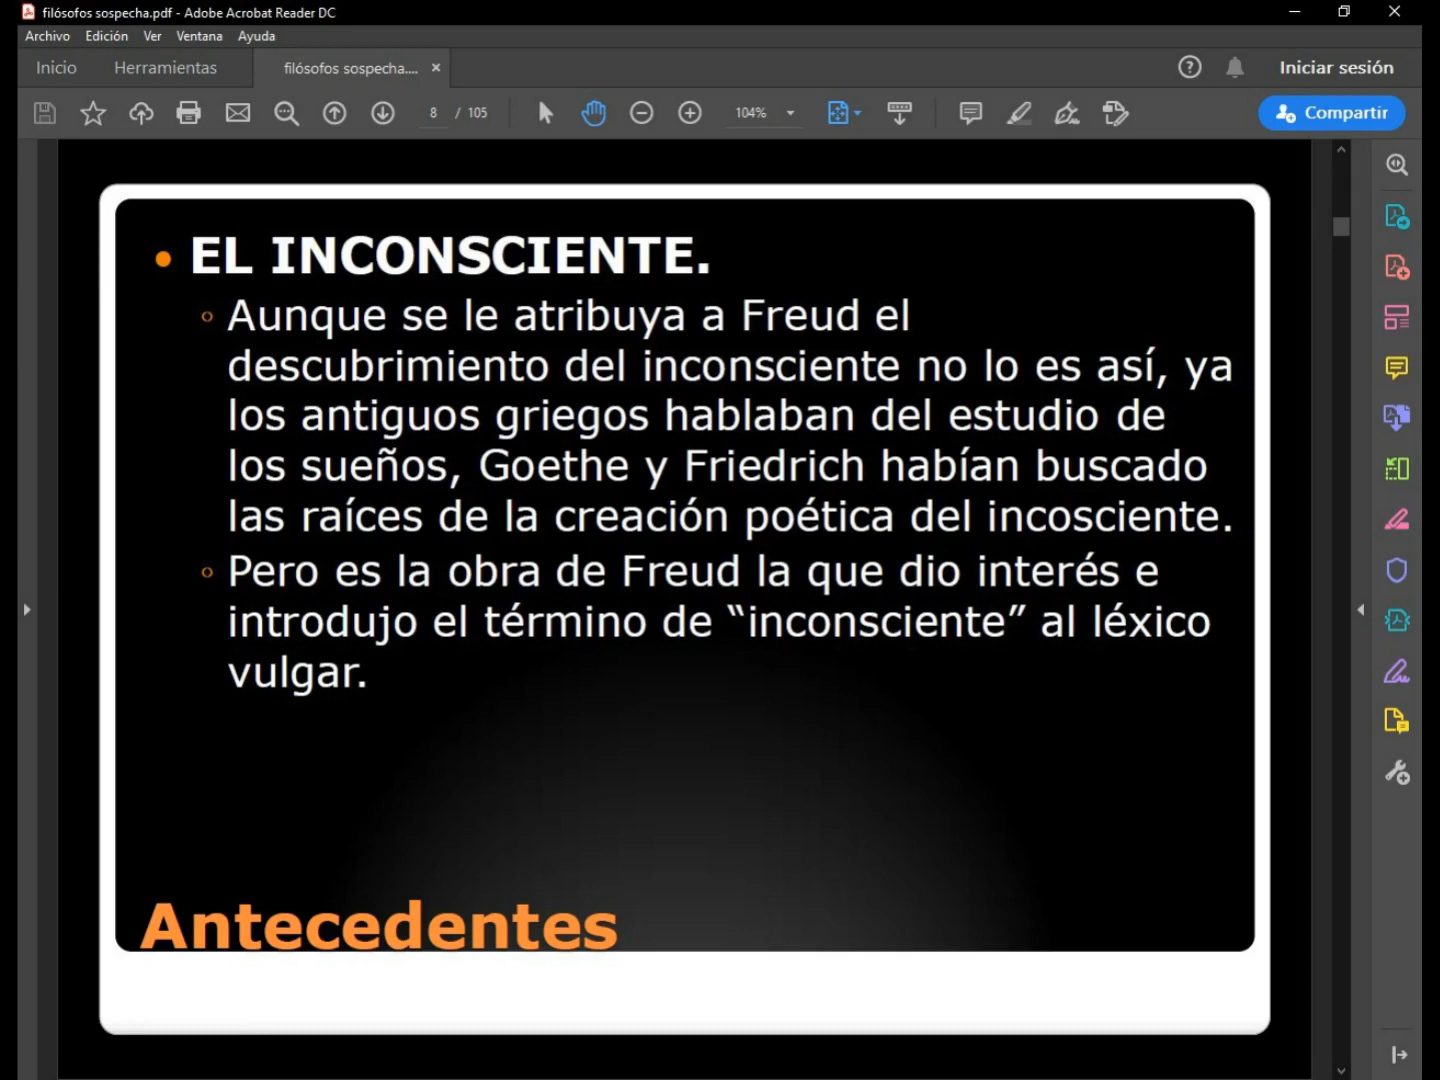 filósofos sospecha.pdf - Adobe Acrobat Reader DC
Archivo Edición Ver Ventana Ayuda
Inicio Herramientas filósofos sospecha.... × Iniciar sesión
8 / 105 104% Compartir
• EL INCONSCIENTE.
Aunque se le atribuya a Freud el
descubrimiento del inconsciente no lo es así, ya
los antiguos griegos hablaban del estudio de
los sueños, Goethe y Friedrich habían buscado
las raíces de la creación poética del incosciente.
Pero es la obra de Freud la que dio interés e
introdujo el término de “inconsciente” al léxico
vulgar.
Antecedentes